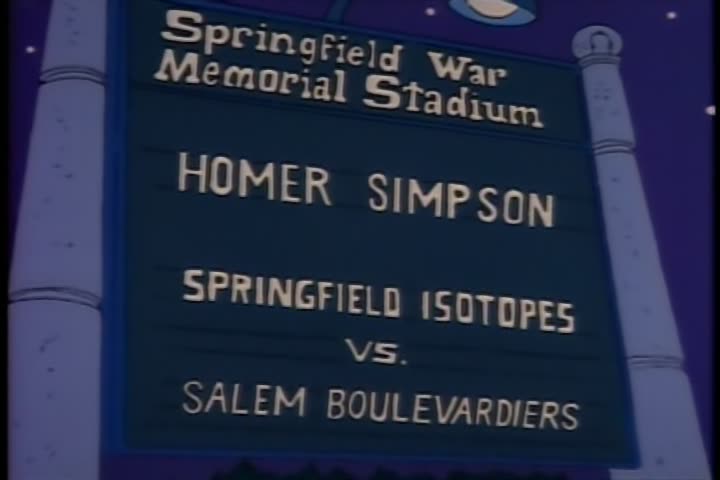 Springfield War
Memorial Stadium
HOMER SIMPSON
SPRINGFIELD ISOTOPES
VS.
SALEM BOULEVARDIERS